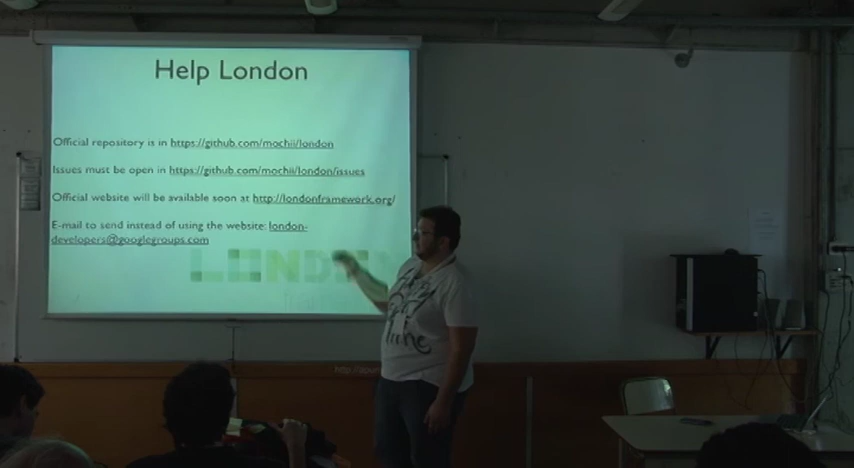 Help London
Official repository is in https://github.com/mochii/london
Issues must be open in https://github.com/mochii/london/issues
Official website will be available soon at http://londonframework.org/
E-mail to send instead of using the website: london-
developers@googlegroups.com
LONDON